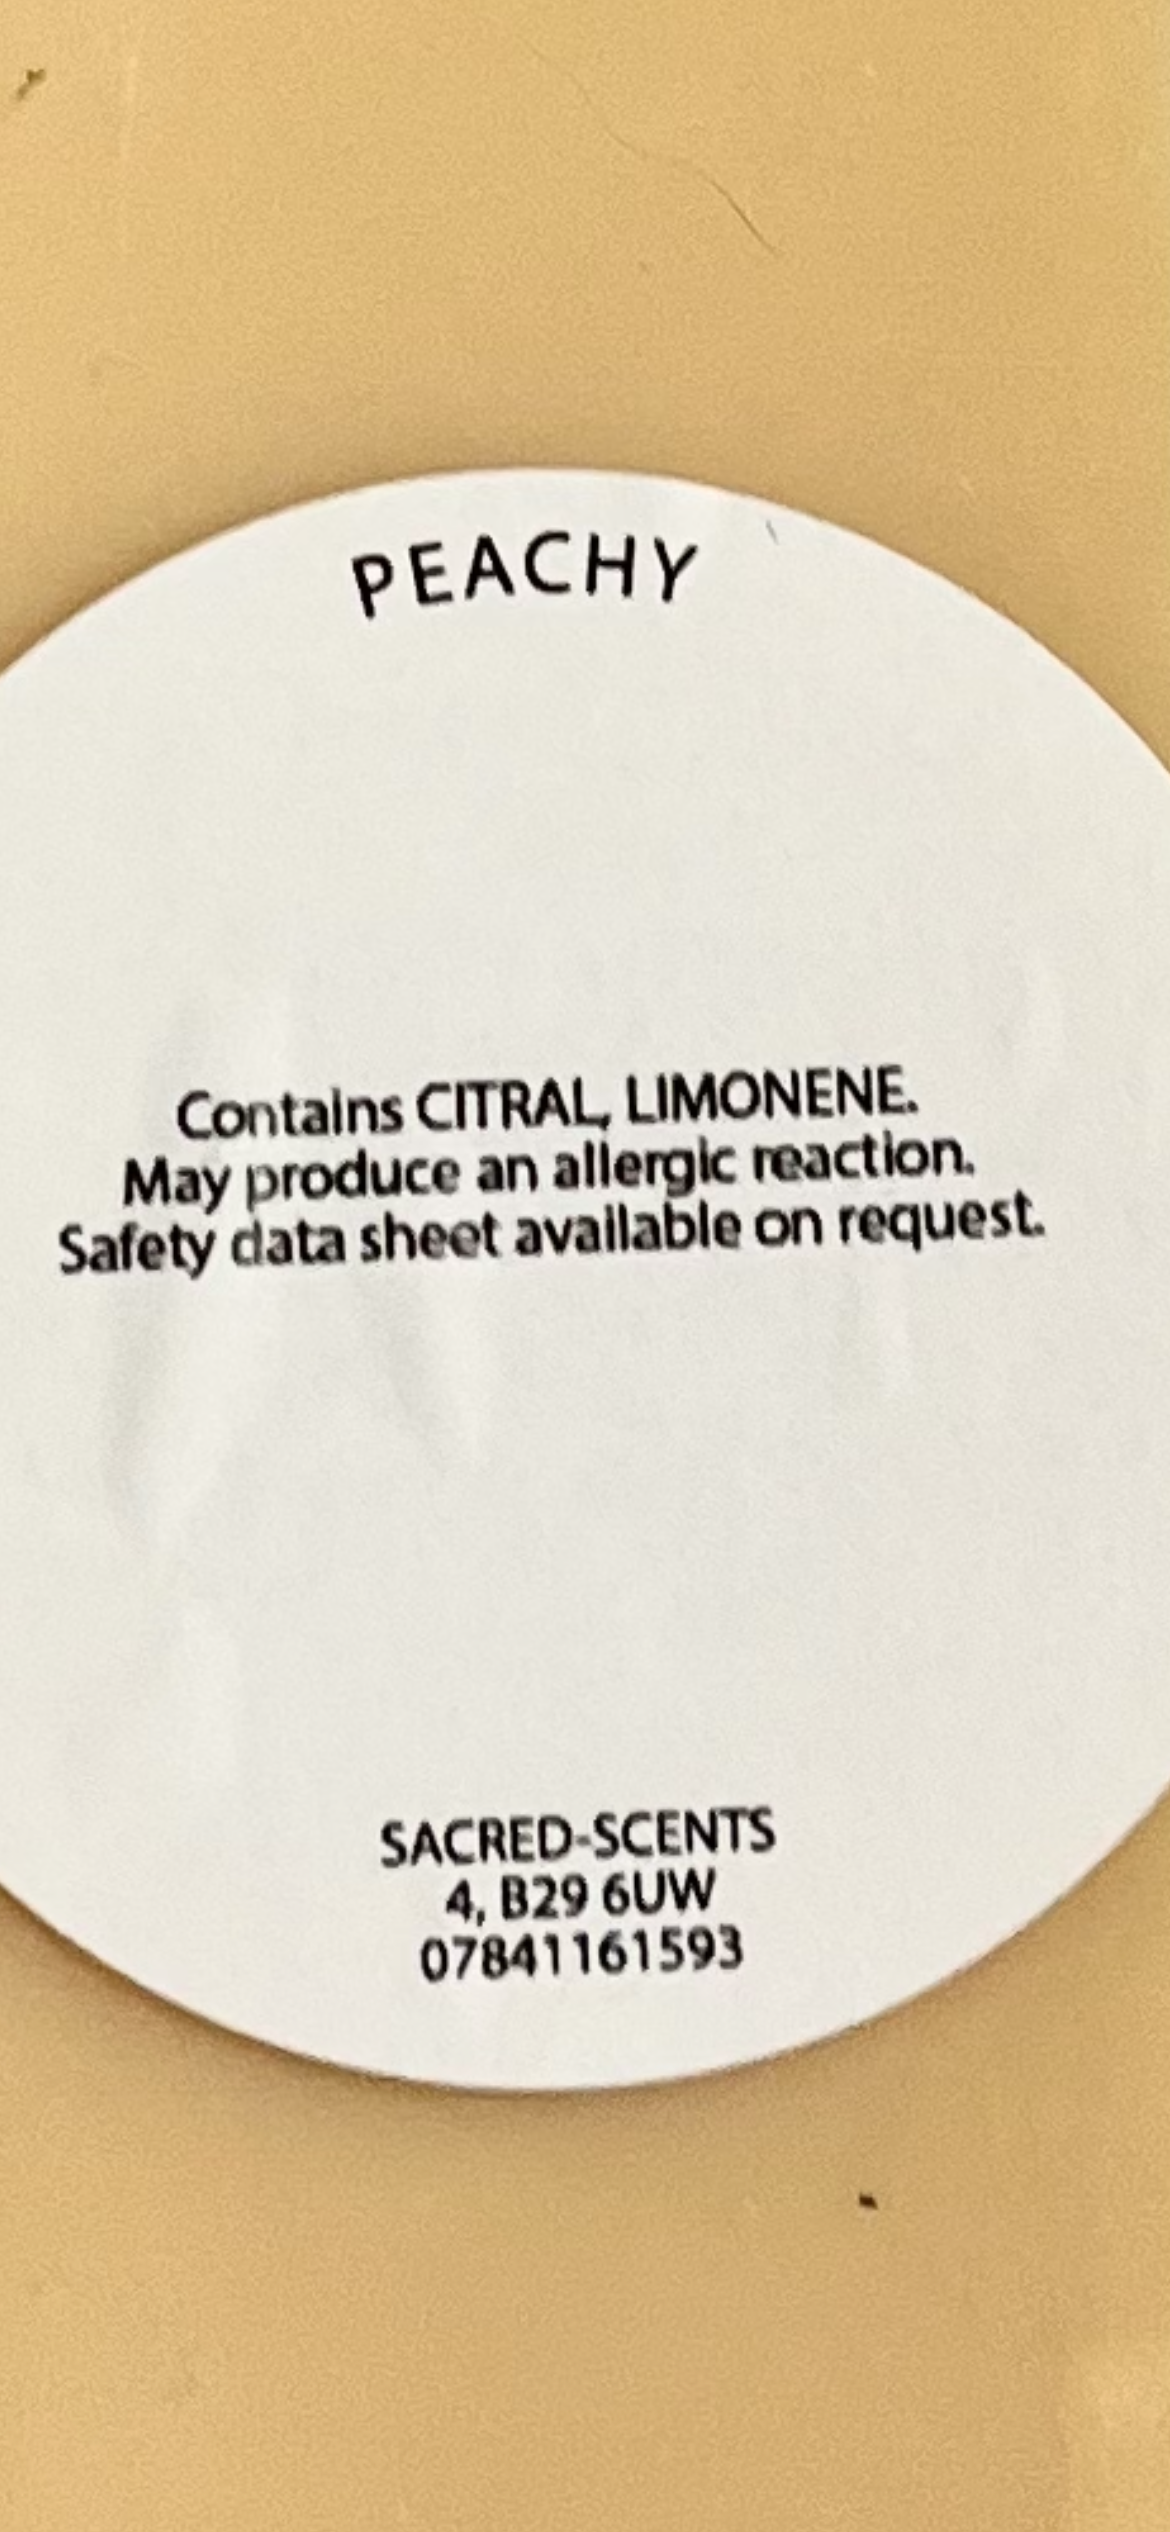 PEACHY
Contains CITRAL, LIMONENE.
May produce an allergic reaction.
Safety data sheet available on request.
SACRED-SCENTS
4, B29 6UW
07841161593